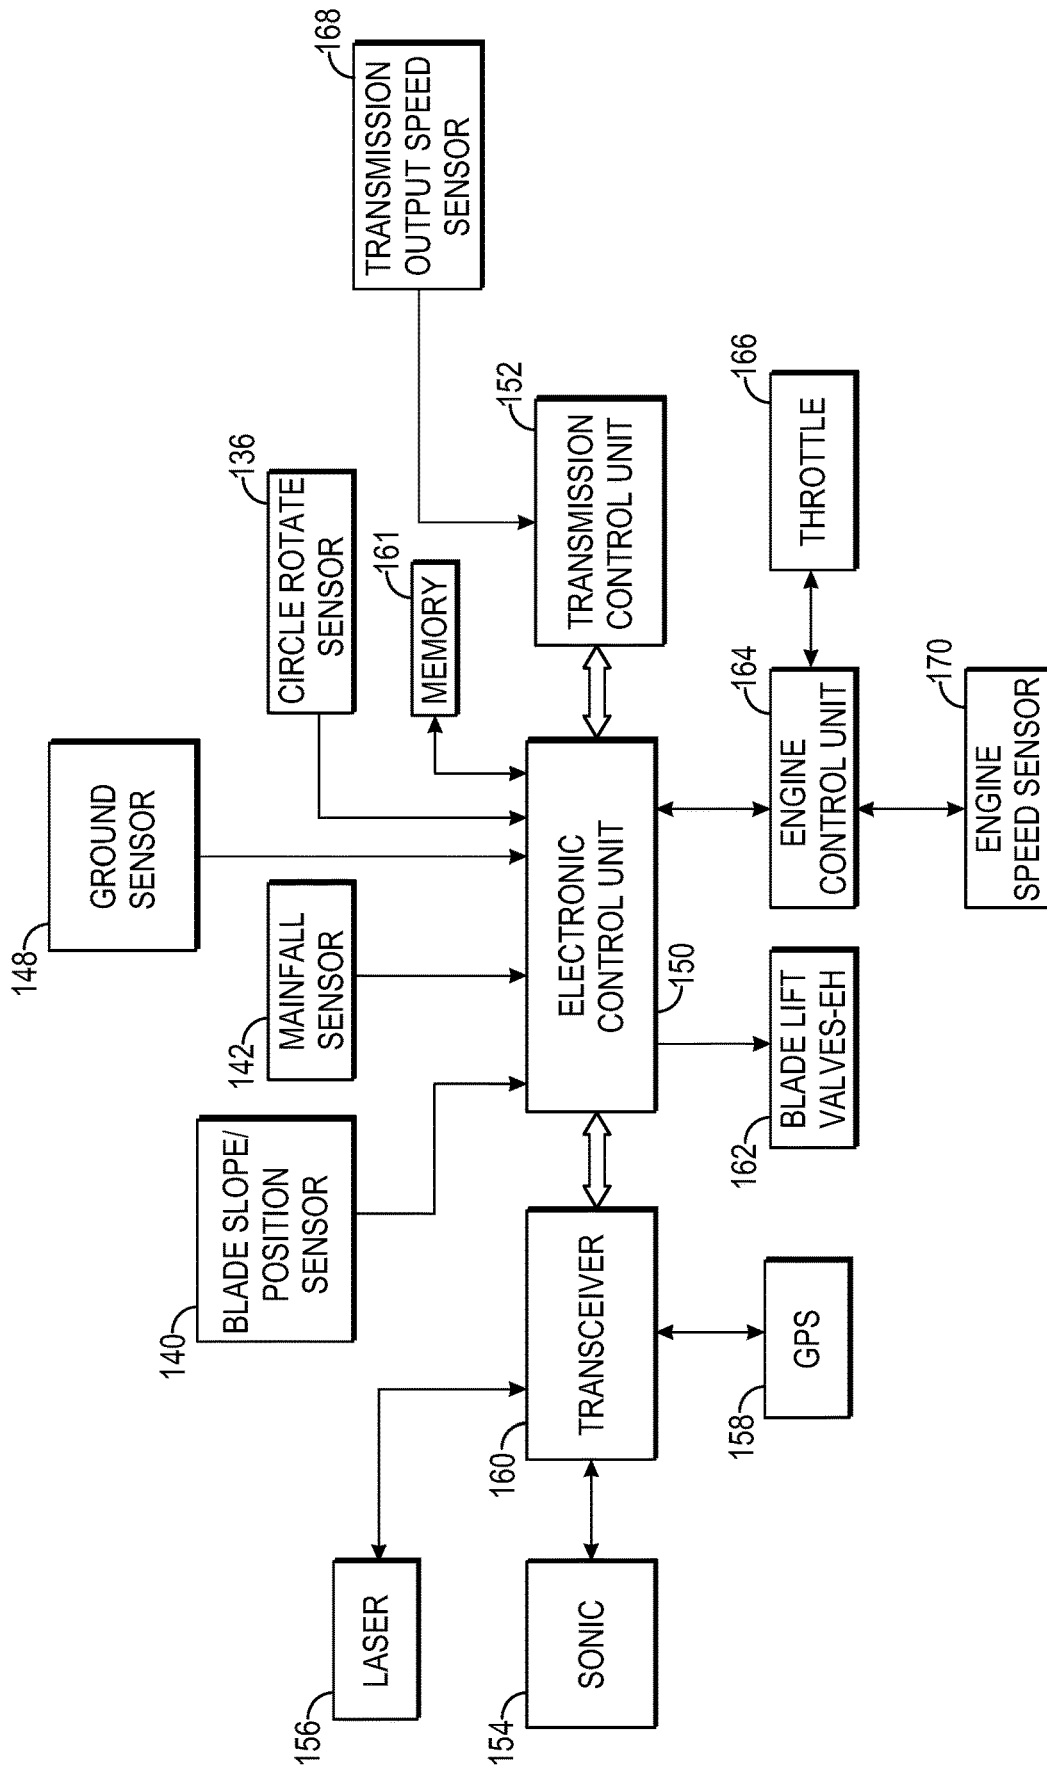 168
TRANSMISSION
OUTPUT SPEED
SENSOR
136
CIRCLE ROTATE
SENSOR
161
MEMORY
152
TRANSMISSION
CONTROL UNIT
148
GROUND
SENSOR
142
MAINFALL
SENSOR
140
BLADE SLOPE/
POSITION
SENSOR
156
LASER
154
SONIC
160
TRANSCEIVER
ELECTRONIC
CONTROL UNIT
150
158
GPS
162
BLADE LIFT
VALVES-EH
164
ENGINE
CONTROL UNIT
166
THROTTLE
170
ENGINE
SPEED SENSOR